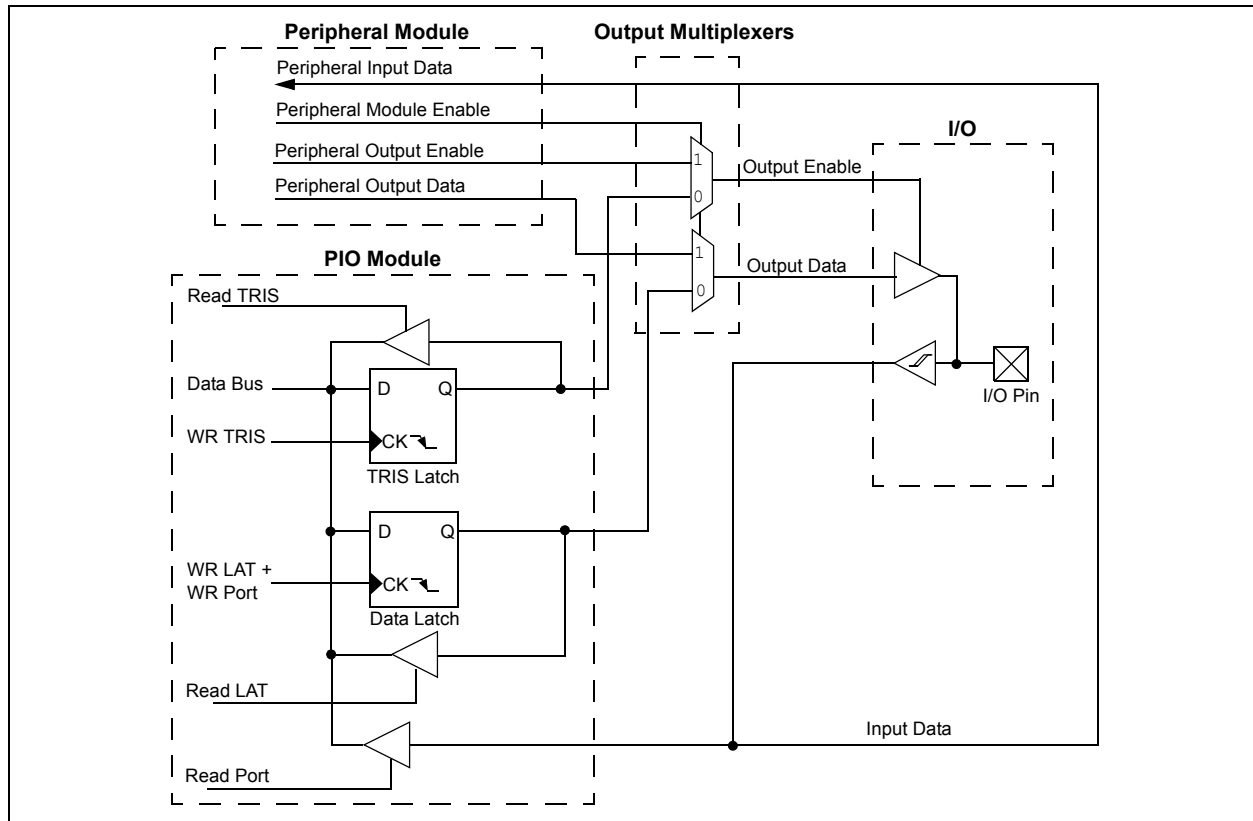 Peripheral Module
Output Multiplexers
Peripheral Input Data
Peripheral Module Enable
I/O
Peripheral Output Enable
1
Output Enable
Peripheral Output Data
0
PIO Module
1
Output Data
0
Read TRIS
Data Bus
D
Q
I/O Pin
WR TRIS
CK
TRIS Latch
D
Q
WR LAT +
WR Port
CK
Data Latch
Read LAT
Input Data
Read Port